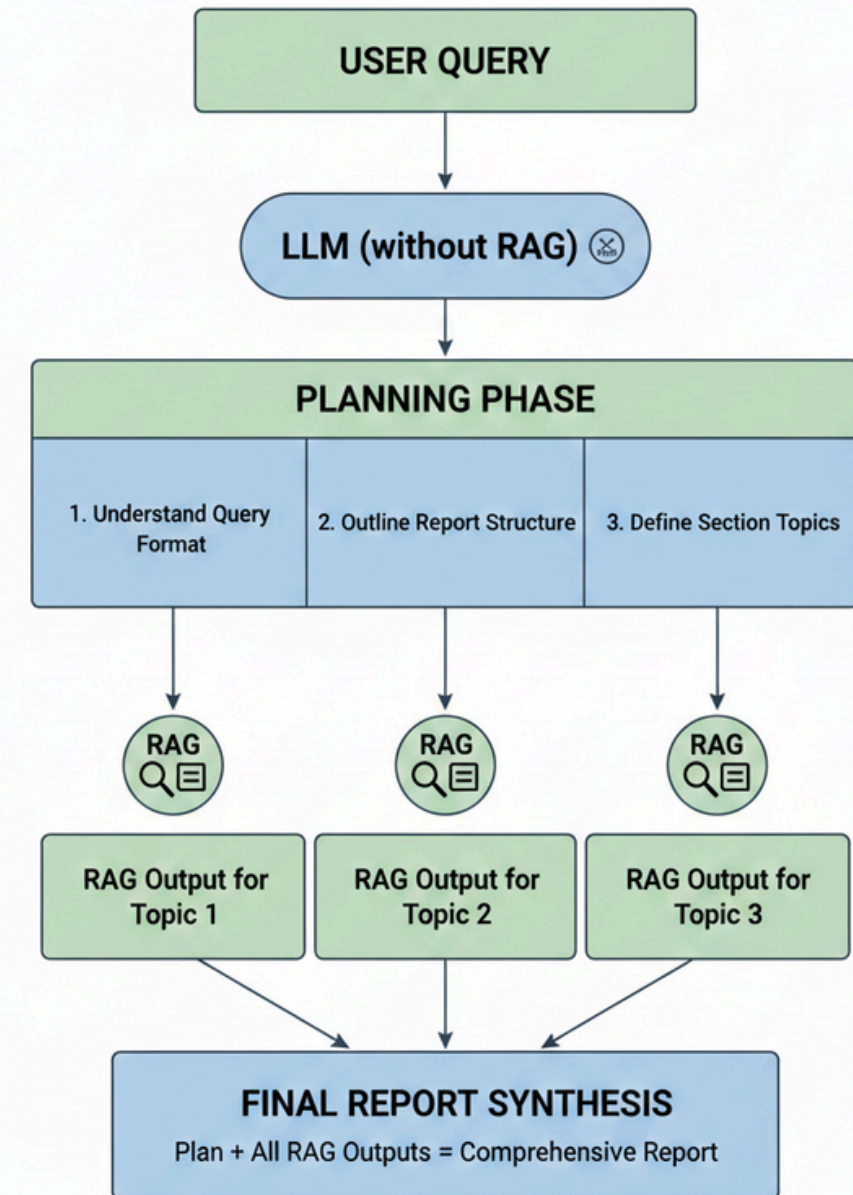 USER QUERY
LLM (without RAG)
PLANNING PHASE
1. Understand Query
Format
2. Outline Report Structure
3. Define Section Topics
RAG
RAG
RAG
RAG Output for
Topic 1
RAG Output for
Topic 2
RAG Output for
Topic 3
FINAL REPORT SYNTHESIS
Plan + All RAG Outputs = Comprehensive Report